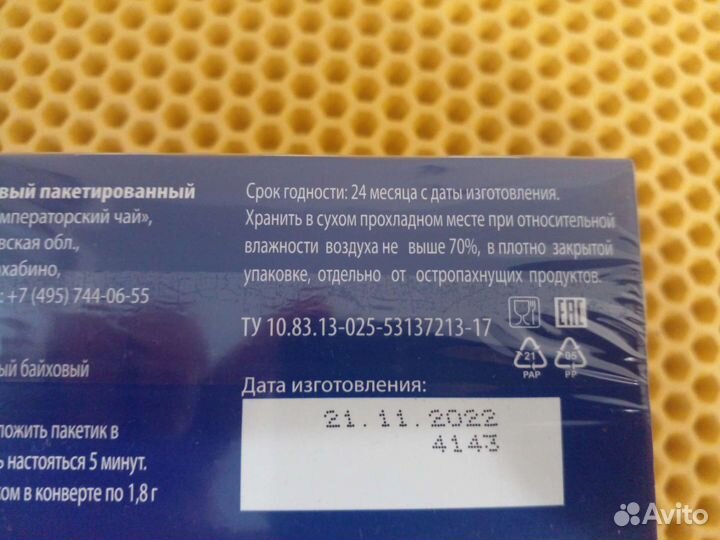 вый пакетированный
мператорский чай»,
вская обл.,
ахабино,
: +7 (495) 744-06-55
ый байховый
ложить пакетик в
ь настояться 5 минут.
ком в конверте по 1,8 г
Срок годности: 24 месяца с даты изготовления.
Хранить в сухом прохладном месте при относительной
влажности воздуха не выше 70%, в плотно закрытой
упаковке, отдельно от остропахнущих продуктов.
ТУ 10.83.13-025-53137213-17
EAC
21 05
PAP PP
Дата изготовления:
21.11.2022
4143
Avito